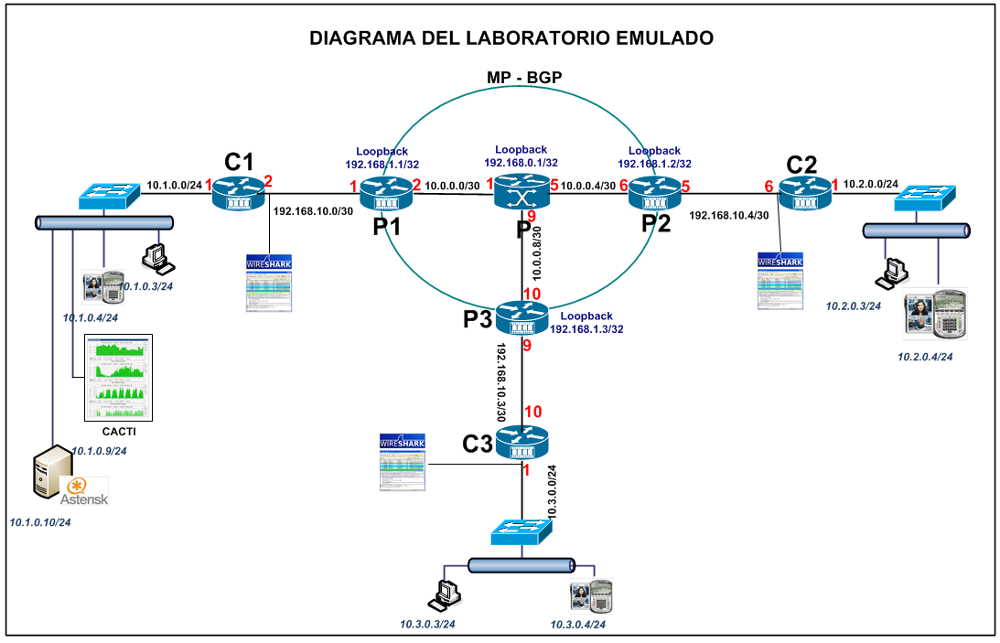 DIAGRAMA DEL LABORATORIO EMULADO
MP - BGP
Loopback
192.168.1.1/32
Loopback
192.168.0.1/32
Loopback
192.168.1.2/32
C1
C2
10.1.0.0/24
1
2
192.168.10.0/30
1
2
P1
10.0.0.0/30
1
5
9
P
10.0.0.4/30
6
5
P2
192.168.10.4/30
6
1
10.2.0.0/24
10.0.0.8/30
WIRESHARK
WIRESHARK
10.1.0.3/24
10.1.0.4/24
10.2.0.3/24
10.2.0.4/24
10
P3
Loopback
192.168.1.3/32
9
192.168.10.3/30
CACTI
10.1.0.9/24
10
C3
1
WIRESHARK
10.3.0.0/24
Asterisk
10.1.0.10/24
10.3.0.3/24
10.3.0.4/24